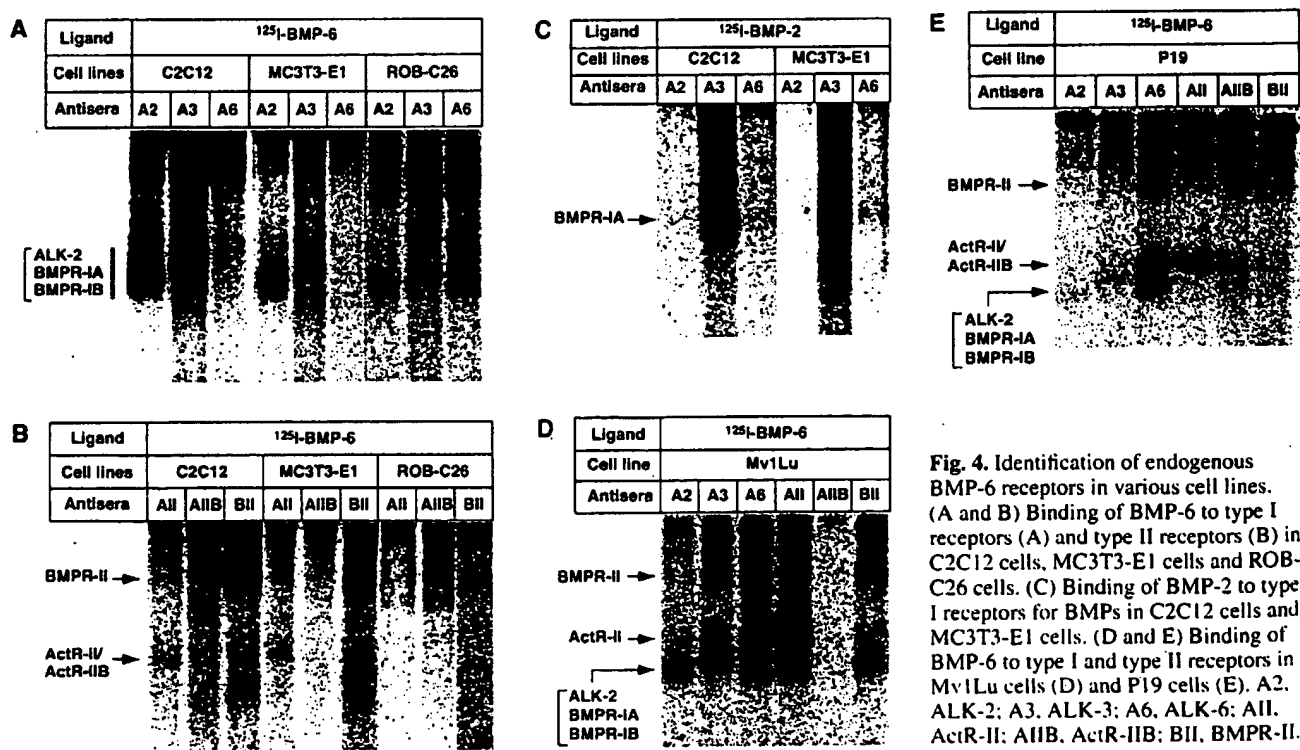 A
Ligand ¹²⁵I-BMP-6
Cell lines C2C12 MC3T3-E1 ROB-C26
Antisera A2 A3 A6 A2 A3 A6 A2 A3 A6
ALK-2
BMPR-IA
BMPR-IB
B
Ligand ¹²⁵I-BMP-6
Cell lines C2C12 MC3T3-E1 ROB-C26
Antisera AII AIIB BII AII AIIB BII AII AIIB BII
BMPR-II
ActR-II/
ActR-IIB
C
Ligand ¹²⁵I-BMP-2
Cell lines C2C12 MC3T3-E1
Antisera A2 A3 A6 A2 A3 A6
BMPR-IA
D
Ligand ¹²⁵I-BMP-6
Cell line Mv1Lu
Antisera A2 A3 A6 AII AIIB BII
BMPR-II
ActR-II
ALK-2
BMPR-IA
BMPR-IB
E
Ligand ¹²⁵I-BMP-6
Cell line P19
Antisera A2 A3 A6 AII AIIB BII
BMPR-II
ActR-II/
ActR-IIB
ALK-2
BMPR-IA
BMPR-IB
Fig. 4. Identification of endogenous
BMP-6 receptors in various cell lines.
(A and B) Binding of BMP-6 to type I
receptors (A) and type II receptors (B) in
C2C12 cells, MC3T3-E1 cells and ROB-
C26 cells. (C) Binding of BMP-2 to type
I receptors for BMPs in C2C12 cells and
MC3T3-E1 cells. (D and E) Binding of
BMP-6 to type I and type II receptors in
Mv1Lu cells (D) and P19 cells (E). A2,
ALK-2; A3, ALK-3; A6, ALK-6; AII,
ActR-II; AIIB, ActR-IIB; BII, BMPR-II.